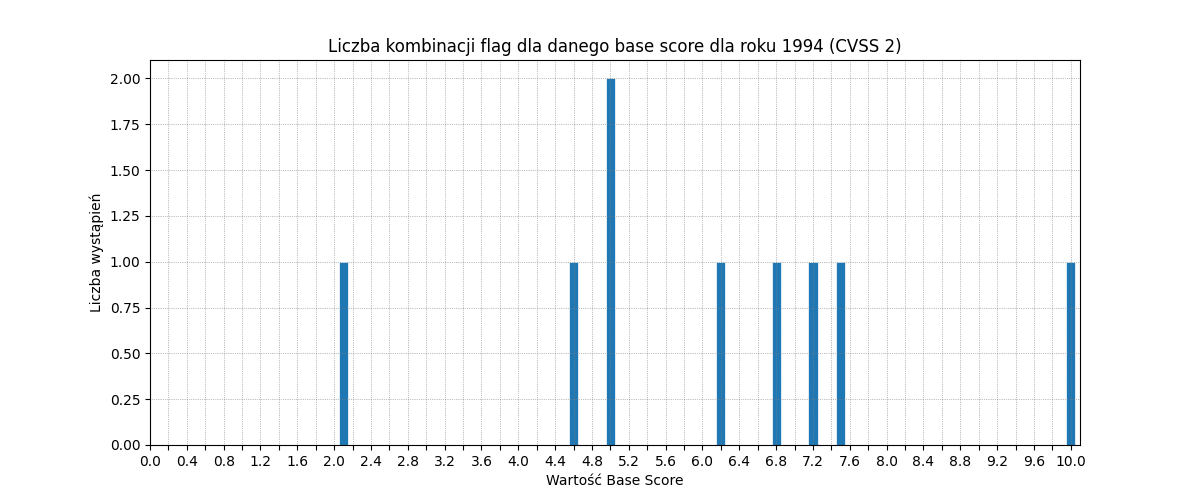 Liczba kombinacji flag dla danego base score dla roku 1994 (CVSS 2)
2.00
1.75
1.50
1.25
1.00
0.75
0.50
0.25
0.00
Liczba wystąpień
0.0 0.4 0.8 1.2 1.6 2.0 2.4 2.8 3.2 3.6 4.0 4.4 4.8 5.2 5.6 6.0 6.4 6.8 7.2 7.6 8.0 8.4 8.8 9.2 9.6 10.0
Wartość Base Score